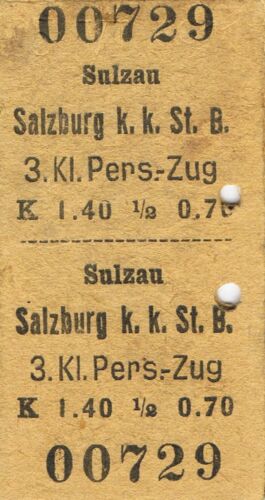 00729
Sulzau
Salzburg k. k. St. B.
3. Kl. Pers.-Zug
K 1.40 ½ 0.70
Sulzau
Salzburg k. k. St. B.
3. Kl. Pers.-Zug
K 1.40 ½ 0.70
00729